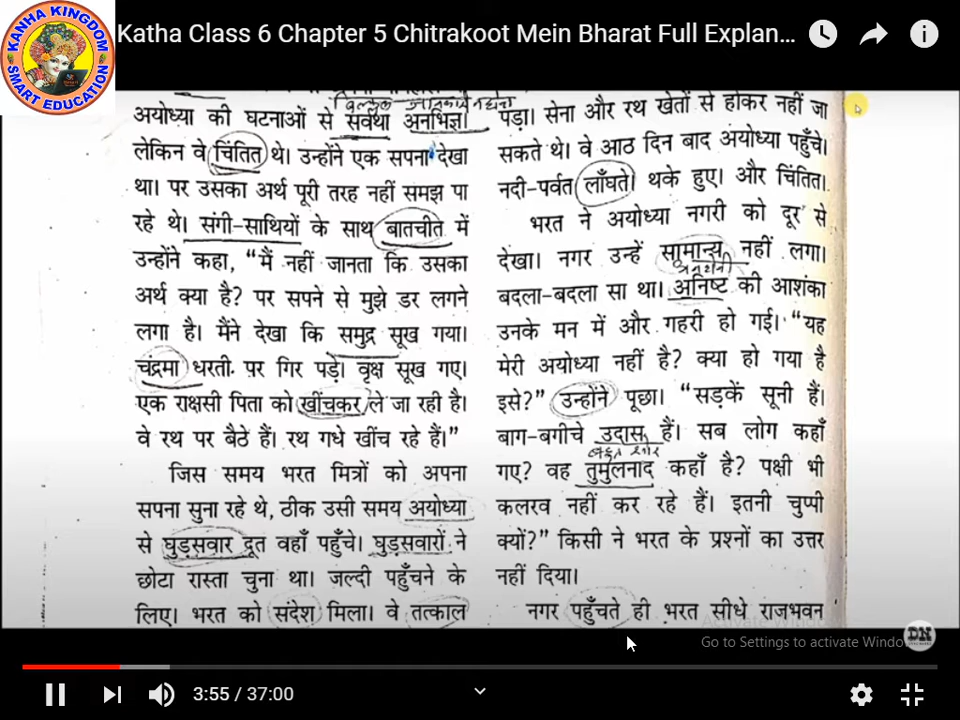 KANHA KINGDOM
SMART EDUCATION
Katha Class 6 Chapter 5 Chitrakoot Mein Bharat Full Explan...
अयोध्या की घटनाओं से सर्वथा अनभिज्ञ।
लेकिन वे चिंतित थे। उन्होंने एक सपना देखा
था। पर उसका अर्थ पूरी तरह नहीं समझ पा
रहे थे। संगी-साथियों के साथ बातचीत में
उन्होंने कहा, “मैं नहीं जानता कि उसका
अर्थ क्या है? पर सपने से मुझे डर लगने
लगा है। मैंने देखा कि समुद्र सूख गया।
चंद्रमा धरती पर गिर पड़े। वृक्ष सूख गए।
एक राक्षसी पिता को खींचकर ले जा रही है।
वे रथ पर बैठे हैं। रथ गधे खींच रहे हैं।”
जिस समय भरत मित्रों को अपना
सपना सुना रहे थे, ठीक उसी समय अयोध्या
से घुड़सवार दूत वहाँ पहुँचे। घुड़सवारों ने
छोटा रास्ता चुना था। जल्दी पहुँचने के
लिए। भरत को संदेश मिला। वे तत्काल
पड़ा। सेना और रथ खेतों से होकर नहीं जा
सकते थे। वे आठ दिन बाद अयोध्या पहुँचे।
नदी-पर्वत लाँघते। थके हुए। और चिंतित।
भरत ने अयोध्या नगरी को दूर से
देखा। नगर उन्हें सामान्य नहीं लगा।
बदला-बदला सा था। अनिष्ट की आशंका
उनके मन में और गहरी हो गई। “यह
मेरी अयोध्या नहीं है? क्या हो गया है
इसे?” उन्होंने पूछा। “सड़कें सूनी हैं।
बाग-बगीचे उदास हैं। सब लोग कहाँ
गए? वह तुमुलनाद कहाँ है? पक्षी भी
कलरव नहीं कर रहे हैं। इतनी चुप्पी
क्यों?” किसी ने भरत के प्रश्नों का उत्तर
नहीं दिया।
नगर पहुँचते ही भरत सीधे राजभवन
Go to Settings to activate Windo
DN
3:55 / 37:00